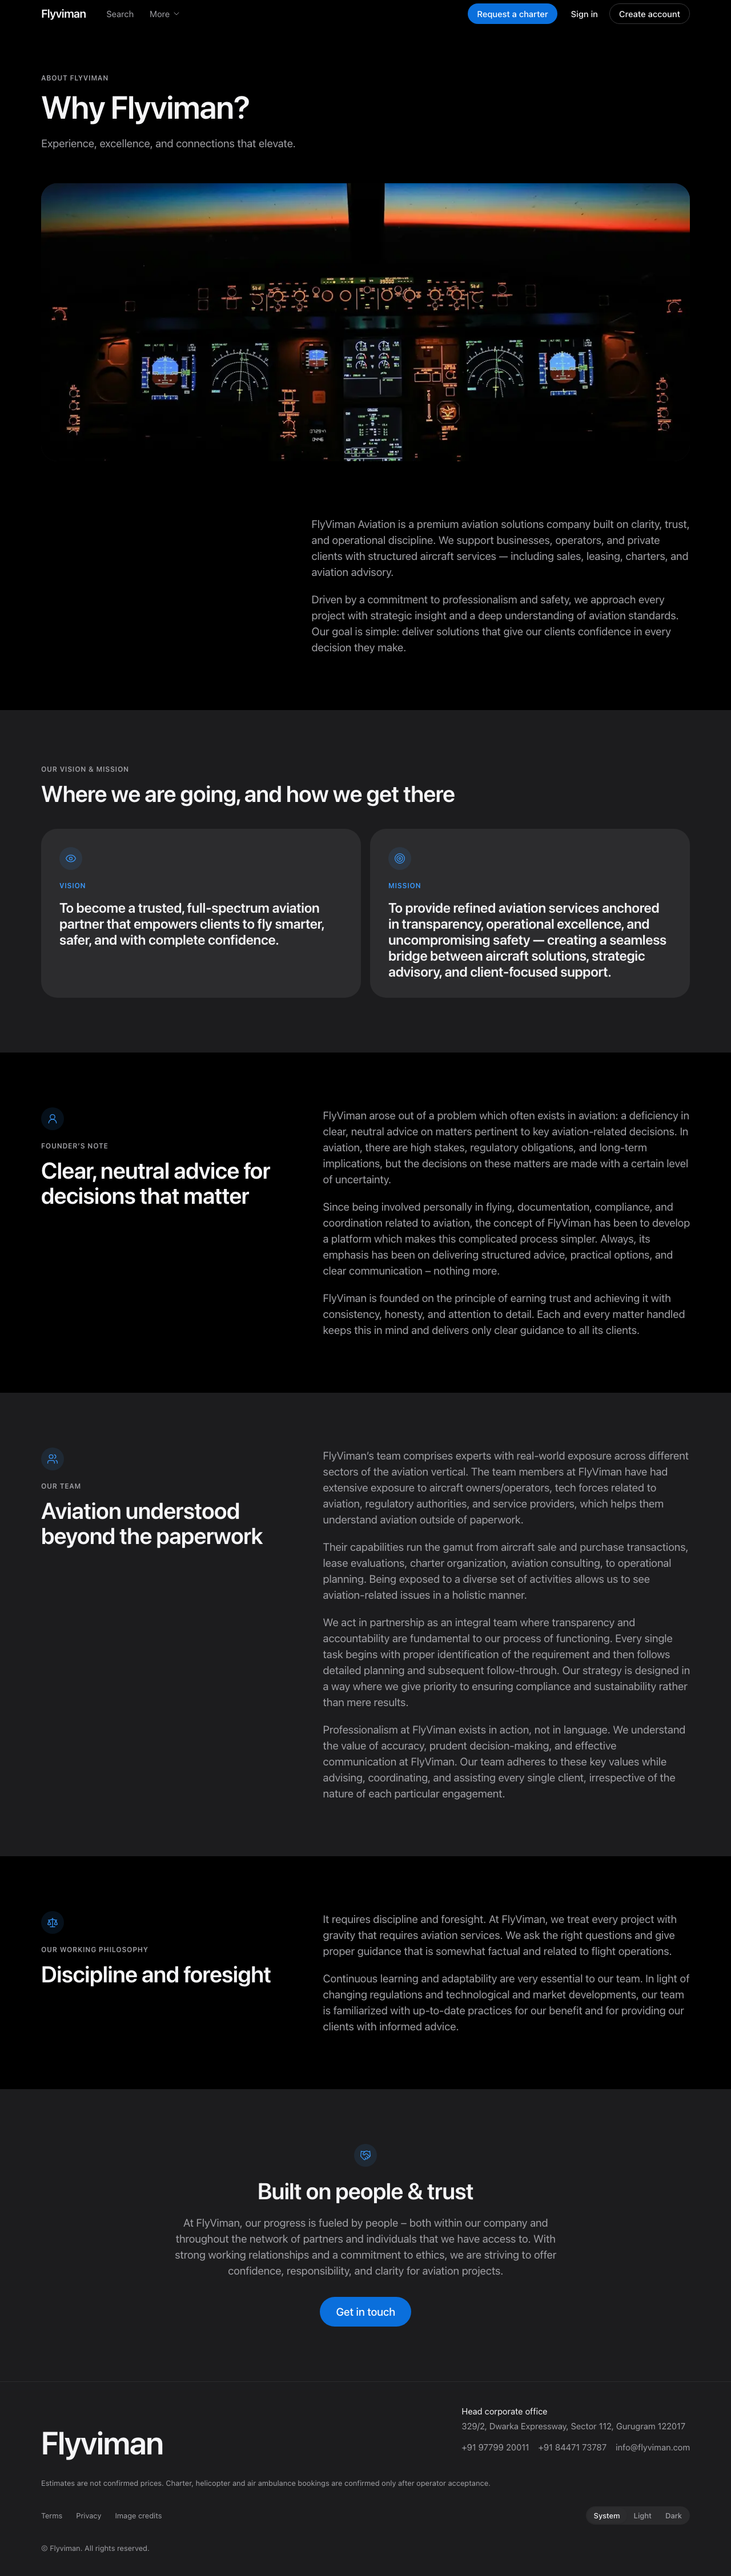 Flyviman
Search
More
Request a charter
Sign in
Create account
ABOUT FLYVIMAN
Why Flyviman?
Experience, excellence, and connections that elevate.
FlyViman Aviation is a premium aviation solutions company built on clarity, trust,
and operational discipline. We support businesses, operators, and private
clients with structured aircraft services — including sales, leasing, charters, and
aviation advisory.
Driven by a commitment to professionalism and safety, we approach every
project with strategic insight and a deep understanding of aviation standards.
Our goal is simple: deliver solutions that give our clients confidence in every
decision they make.
OUR VISION & MISSION
Where we are going, and how we get there
VISION
To become a trusted, full-spectrum aviation
partner that empowers clients to fly smarter,
safer, and with complete confidence.
MISSION
To provide refined aviation services anchored
in transparency, operational excellence, and
uncompromising safety — creating a seamless
bridge between aircraft solutions, strategic
advisory, and client-focused support.
FOUNDER'S NOTE
Clear, neutral advice for
decisions that matter
FlyViman arose out of a problem which often exists in aviation: a deficiency in
clear, neutral advice on matters pertinent to key aviation-related decisions. In
aviation, there are high stakes, regulatory obligations, and long-term
implications, but the decisions on these matters are made with a certain level
of uncertainty.
Since being involved personally in flying, documentation, compliance, and
coordination related to aviation, the concept of FlyViman has been to develop
a platform which makes this complicated process simpler. Always, its
emphasis has been on delivering structured advice, practical options, and
clear communication – nothing more.
FlyViman is founded on the principle of earning trust and achieving it with
consistency, honesty, and attention to detail. Each and every matter handled
keeps this in mind and delivers only clear guidance to all its clients.
OUR TEAM
Aviation understood
beyond the paperwork
FlyViman's team comprises experts with real-world exposure across different
sectors of the aviation vertical. The team members at FlyViman have had
extensive exposure to aircraft owners/operators, tech forces related to
aviation, regulatory authorities, and service providers, which helps them
understand aviation outside of paperwork.
Their capabilities run the gamut from aircraft sale and purchase transactions,
lease evaluations, charter organization, aviation consulting, to operational
planning. Being exposed to a diverse set of activities allows us to see
aviation-related issues in a holistic manner.
We act in partnership as an integral team where transparency and
accountability are fundamental to our process of functioning. Every single
task begins with proper identification of the requirement and then follows
detailed planning and subsequent follow-through. Our strategy is designed in
a way where we give priority to ensuring compliance and sustainability rather
than mere results.
Professionalism at FlyViman exists in action, not in language. We understand
the value of accuracy, prudent decision-making, and effective
communication at FlyViman. Our team adheres to these key values while
advising, coordinating, and assisting every single client, irrespective of the
nature of each particular engagement.
OUR WORKING PHILOSOPHY
Discipline and foresight
It requires discipline and foresight. At FlyViman, we treat every project with
gravity that requires aviation services. We ask the right questions and give
proper guidance that is somewhat factual and related to flight operations.
Continuous learning and adaptability are very essential to our team. In light of
changing regulations and technological and market developments, our team
is familiarized with up-to-date practices for our benefit and for providing our
clients with informed advice.
Built on people & trust
At FlyViman, our progress is fueled by people – both within our company and
throughout the network of partners and individuals that we have access to. With
strong working relationships and a commitment to ethics, we are striving to offer
confidence, responsibility, and clarity for aviation projects.
Get in touch
Flyviman
Head corporate office
329/2, Dwarka Expressway, Sector 112, Gurugram 122017
+91 97799 20011 +91 84471 73787 info@flyviman.com
Estimates are not confirmed prices. Charter, helicopter and air ambulance bookings are confirmed only after operator acceptance.
Terms Privacy Image credits
System Light Dark
© Flyviman. All rights reserved.